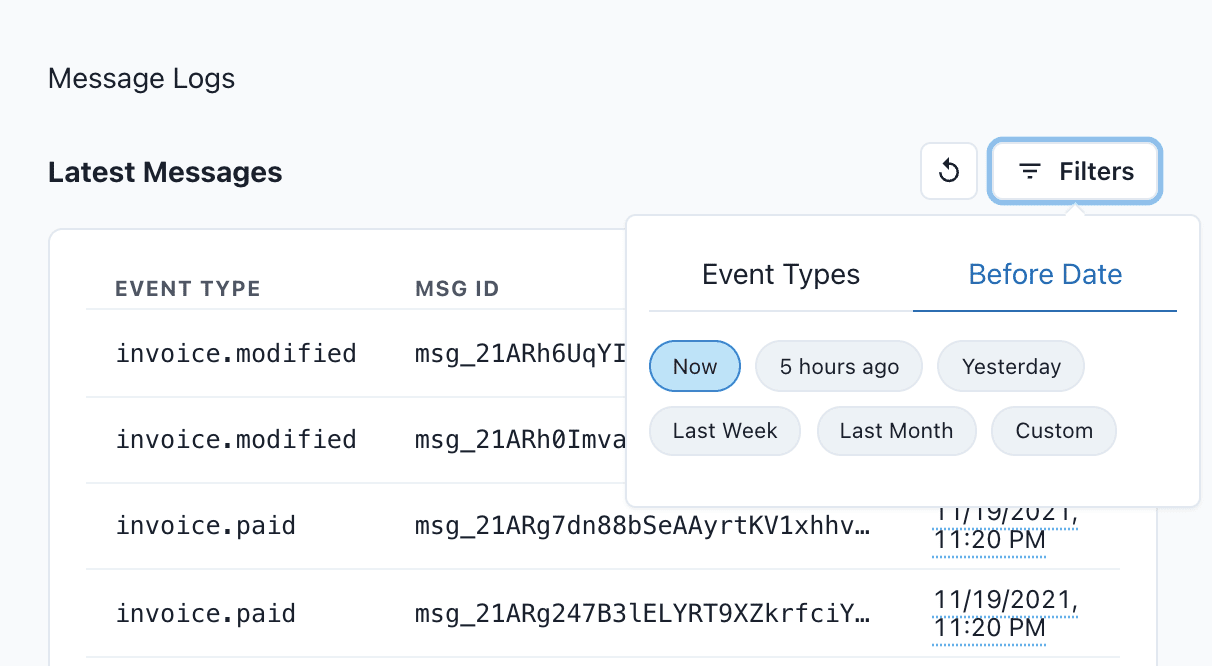 Message Logs
Latest Messages
Filters
Event Types Before Date
Now 5 hours ago Yesterday
Last Week Last Month Custom
EVENT TYPE MSG ID
invoice.modified msg_21ARh6UqYI
invoice.modified msg_21ARh0Imva
invoice.paid msg_21ARg7dn88bSeAAyrtKV1xhhv… 11/19/2021,
11:20 PM
invoice.paid msg_21ARg247B3lELYRT9XZkrfciY… 11/19/2021,
11:20 PM